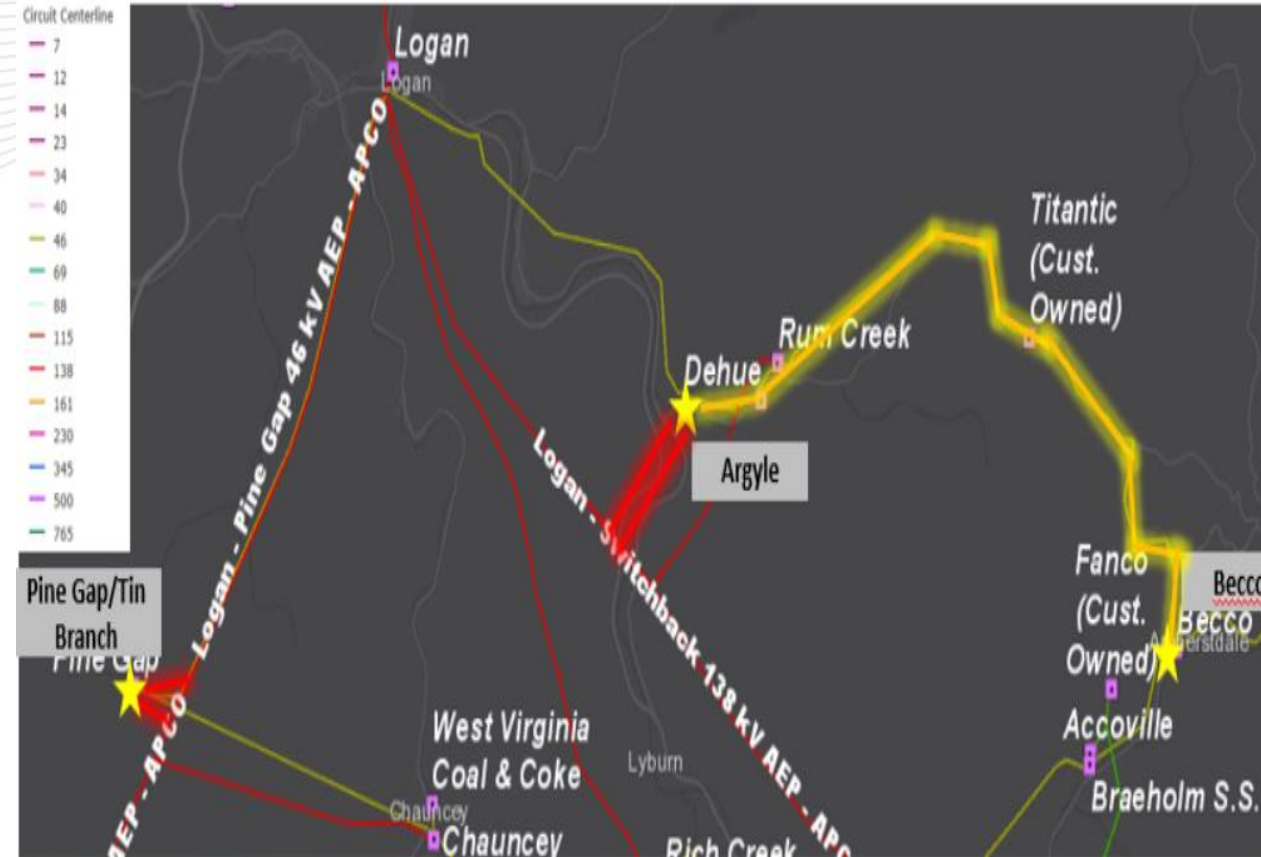 Circuit Centerline
7
12
14
23
34
40
46
69
88
115
138
161
230
345
500
765
Logan
Logan
Logan - Pine Gap 46 kV AEP - APCO
Titantic
(Cust.
Owned)
Rum Creek
Dehue
Argyle
Logan - Switchback 138 kV AEP - APC
Pine Gap/Tin
Branch
Pine Gap
AEP - APCO
Fanco
(Cust.
Owned)
Becco
Becco
Accoville
Braeholm S.S.
West Virginia
Coal & Coke
Lyburn
Chauncey
Chauncey
Rich Creek